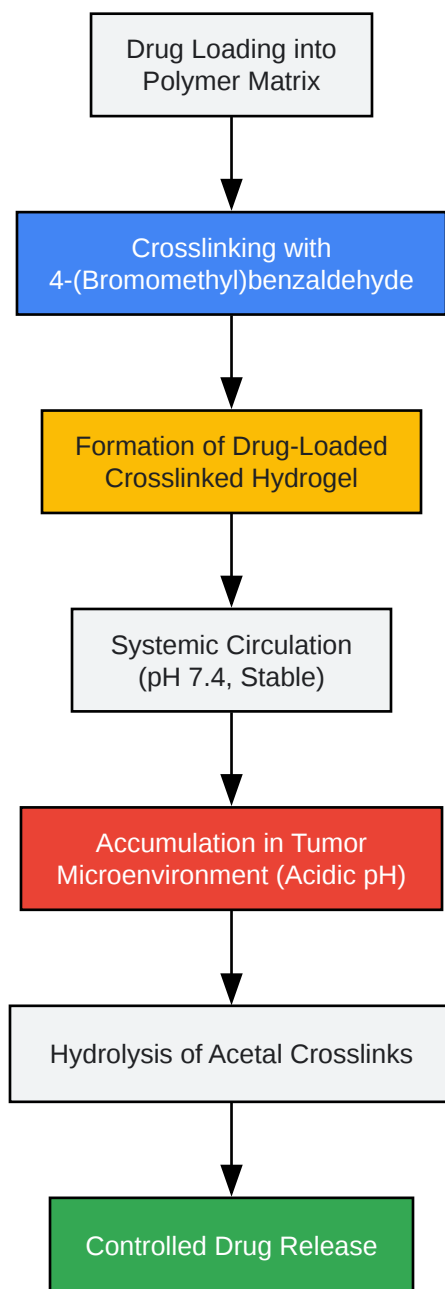 Drug Loading into
Polymer Matrix
Crosslinking with
4-(Bromomethyl)benzaldehyde
Formation of Drug-Loaded
Crosslinked Hydrogel
Systemic Circulation
(pH 7.4, Stable)
Accumulation in Tumor
Microenvironment (Acidic pH)
Hydrolysis of Acetal Crosslinks
Controlled Drug Release